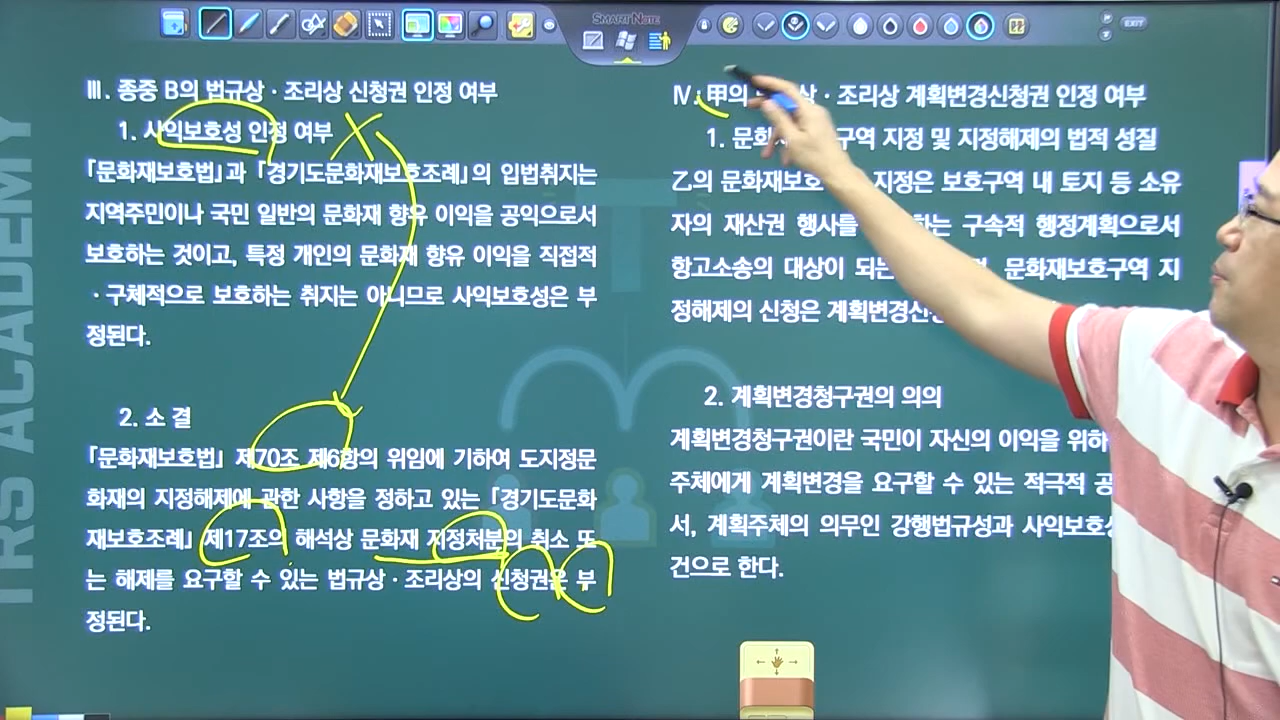 SMART NOTE
EXIT
TRS ACADEMY
Ⅲ. 종중 B의 법규상·조리상 신청권 인정 여부
1. 사익보호성 인정 여부
「문화재보호법」과 「경기도문화재보호조례」의 입법취지는
지역주민이나 국민 일반의 문화재 향유 이익을 공익으로서
보호하는 것이고, 특정 개인의 문화재 향유 이익을 직접적
·구체적으로 보호하는 취지는 아니므로 사익보호성은 부
정된다.
2. 소 결
「문화재보호법」 제70조 제6항의 위임에 기하여 도지정문
화재의 지정해제에 관한 사항을 정하고 있는 「경기도문화
재보호조례」 제17조의 해석상 문화재 지정처분의 취소 또
는 해제를 요구할 수 있는 법규상·조리상의 신청권은 부
정된다.
Ⅳ. 甲의 상·조리상 계획변경신청권 인정 여부
1. 문화 구역 지정 및 지정해제의 법적 성질
乙의 문화재보호 지정은 보호구역 내 토지 등 소유
자의 재산권 행사를 하는 구속적 행정계획으로서
항고소송의 대상이 되는 문화재보호구역 지
정해제의 신청은 계획변경신
2. 계획변경청구권의 의의
계획변경청구권이란 국민이 자신의 이익을 위하
주체에게 계획변경을 요구할 수 있는 적극적 공
서, 계획주체의 의무인 강행법규성과 사익보호
건으로 한다.